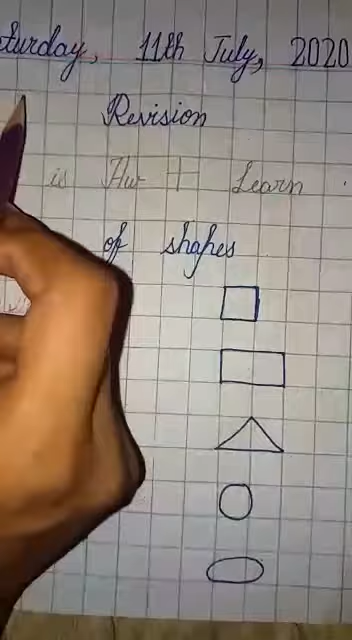 turday, 11th July, 2020
Revision
is Hw + Learn
of shapes